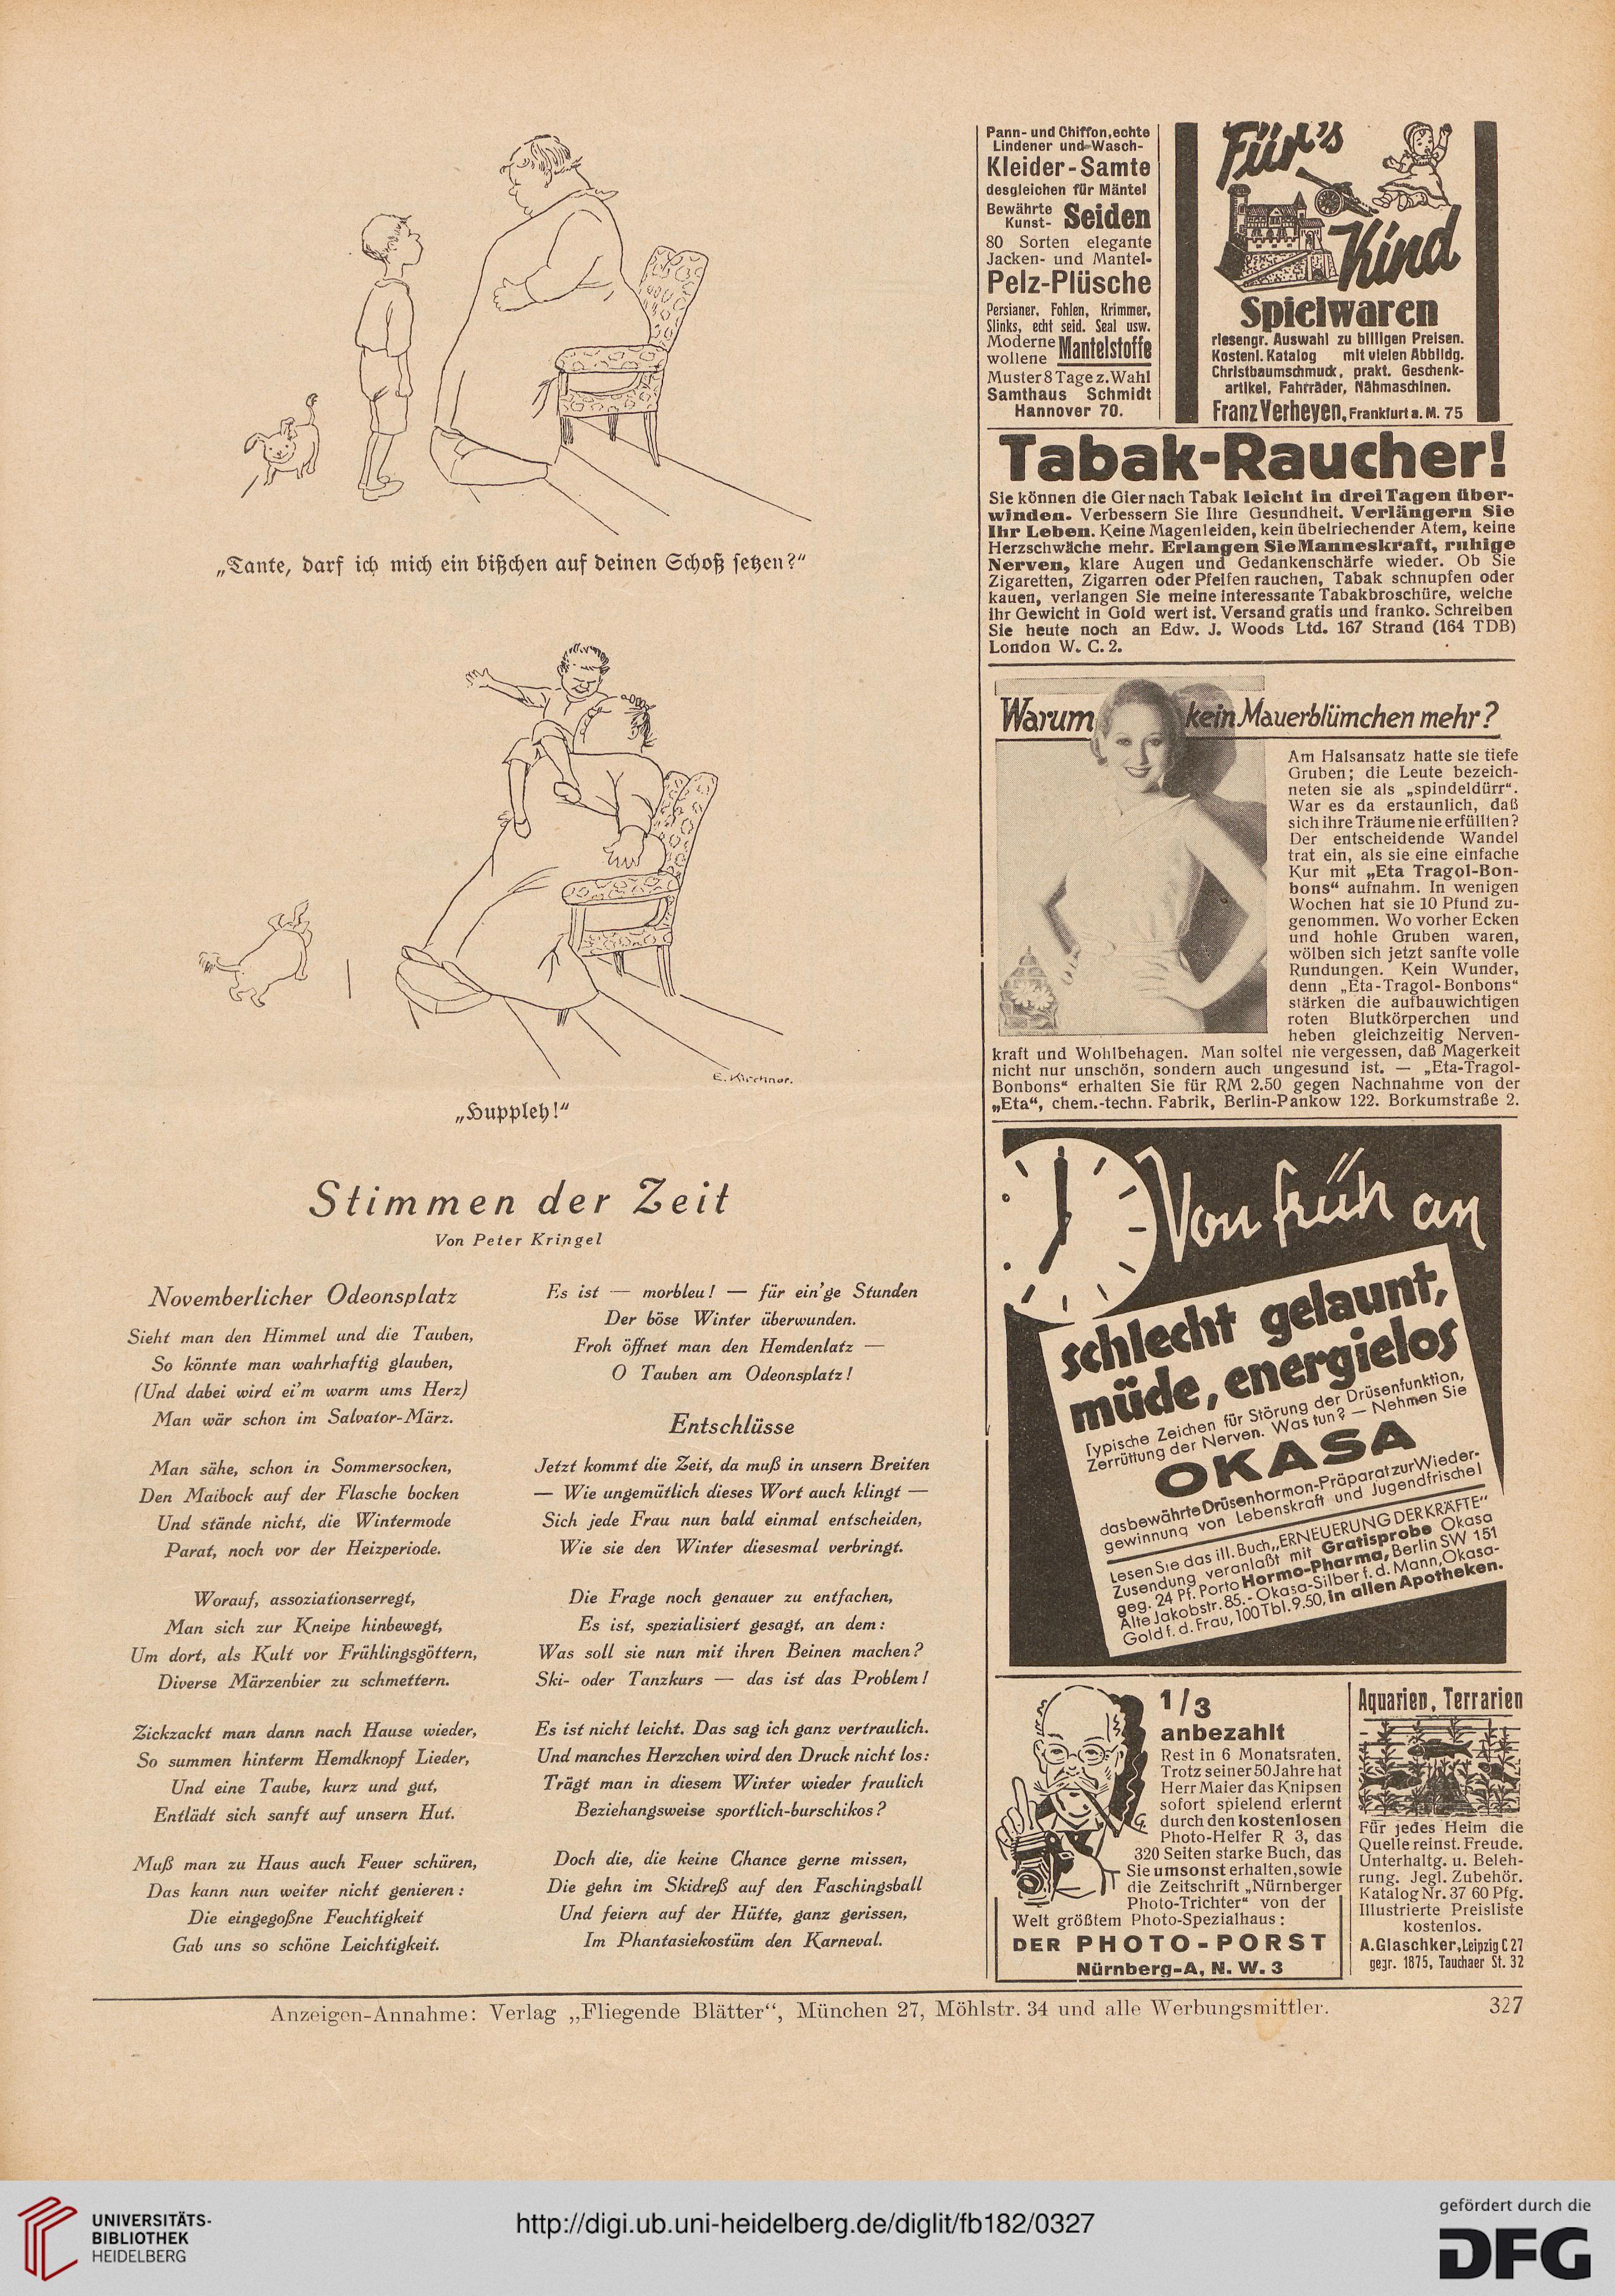 „Tante, darf ich mich ein bißchen auf deinen Schoß setzen?“
E. Kirchner.
„Huppleh!“
Stimmen der Zeit
Von Peter Kringel
Novemberlicher Odeonsplatz
Sieht man den Himmel und die Tauben,
So könnte man wahrhaftig glauben,
(Und dabei wird ei'm warm ums Herz)
Man wär schon im Salvator-März.
Man sähe, schon in Sommersocken,
Den Maibock auf der Flasche bocken
Und stände nicht, die Wintermode
Parat, noch vor der Heizperiode.
Worauf, assoziationserregt,
Man sich zur Kneipe hinbewegt,
Um dort, als Kult vor Frühlingsgöttern,
Diverse Märzenbier zu schmettern.
Zickzackt man dann nach Hause wieder,
So summen hinterm Hemdknopf Lieder,
Und eine Taube, kurz und gut,
Entlädt sich sanft auf unsern Hut.
Muß man zu Haus auch Feuer schüren,
Das kann nun weiter nicht genieren:
Die eingegoßne Feuchtigkeit
Gab uns so schöne Leichtigkeit.
Es ist — morbleu! — für ein'ge Stunden
Der böse Winter überwunden.
Froh öffnet man den Hemdenlatz —
O Tauben am Odeonsplatz!
Entschlüsse
Jetzt kommt die Zeit, da muß in unsern Breiten
— Wie ungemütlich dieses Wort auch klingt —
Sich jede Frau nun bald einmal entscheiden,
Wie sie den Winter diesesmal verbringt.
Die Frage noch genauer zu entfachen,
Es ist, spezialisiert gesagt, an dem:
Was soll sie nun mit ihren Beinen machen?
Ski- oder Tanzkurs — das ist das Problem!
Es ist nicht leicht. Das sag ich ganz vertraulich.
Und manches Herzchen wird den Druck nicht los:
Trägt man in diesem Winter wieder fraulich
Beziehangsweise sportlich-burschikos?
Doch die, die keine Chance gerne missen,
Die gehn im Skidreß auf den Faschingsball
Und feiern auf der Hütte, ganz gerissen,
Im Phantasiekostüm den Karneval.
Pann- und Chiffon, echte
Lindener und Wasch-
Kleider-Samte
desgleichen für Mäntel
Bewährte Kunst- Seiden
80 Sorten elegante
Jacken- und Mantel-
Pelz-Plüsche
Persianer, Fohlen, Krimmer,
Slinks, echt seid. Seal usw.
Moderne wollene Mantelstoffe
Muster 8 Tage z. Wahl
Samthaus Schmidt
Hannover 70.
Für's
Kind
Spielwaren
riesengr. Auswahl zu billigen Preisen.
Kostenl. Katalog mit vielen Abbildg.
Christbaumschmuck, prakt. Geschenk-
artikel, Fahrräder, Nähmaschinen.
Franz Verheyen, Frankfurt a. M. 75
Tabak-Raucher!
Sie können die Gier nach Tabak leicht in drei Tagen über-
winden. Verbessern Sie Ihre Gesundheit. Verlängern Sie
Ihr Leben. Keine Magenleiden, kein übelriechender Atem, keine
Herzschwäche mehr. Erlangen Sie Manneskraft, ruhige
Nerven, klare Augen und Gedankenschärfe wieder. Ob Sie
Zigaretten, Zigarren oder Pfeifen rauchen, Tabak schnupfen oder
kauen, verlangen Sie meine interessante Tabakbroschüre, welche
ihr Gewicht in Gold wert ist. Versand gratis und franko. Schreiben
Sie heute noch an Edw. J. Woods Ltd. 167 Strand (164 TDB)
London W. C. 2.
Warum kein Mauerblümchen mehr?
Am Halsansatz hatte sie tiefe
Gruben; die Leute bezeich-
neten sie als „spindeldürr“.
War es da erstaunlich, daß
sich ihre Träume nie erfüllten?
Der entscheidende Wandel
trat ein, als sie eine einfache
Kur mit „Eta Tragol-Bon-
bons“ aufnahm. In wenigen
Wochen hat sie 10 Pfund zu-
genommen. Wo vorher Ecken
und hohle Gruben waren,
wölben sich jetzt sanfte volle
Rundungen. Kein Wunder,
denn „Eta-Tragol-Bonbons“
stärken die aufbauwichtigen
roten Blutkörperchen und
heben gleichzeitig Nerven-
kraft und Wohlbehagen. Man soltel nie vergessen, daß Magerkeit
nicht nur unschön, sondern auch ungesund ist. — „Eta-Tragol-
Bonbons“ erhalten Sie für RM 2.50 gegen Nachnahme von der
„Eta“, chem.-techn. Fabrik, Berlin-Pankow 122. Borkumstraße 2.
Von früh an
schlecht gelaunt,
müde, energielos
Typische Zeichen für Störung der Drüsenfunktion,
Zerrüttung der Nerven. Was tun? — Nehmen Sie
OKASA
das bewährte Drüsenhormon-Präparat zur Wieder-
gewinnung von Lebenskraft und Jugendfrische!
Lesen Sie das ill. Buch „ERNEUERUNG DER KRÄFTE“
Zusendung veranlaßt mit Gratisprobe Okasa
geg. 24 Pf. Porto Hormo-Pharma, Berlin SW 151
Alte Jakobstr. 85.- Okasa-Silber f. d. Mann, Okasa-
Gold f. d. Frau, 100 Tbl. 9.50, in allen Apotheken.
1/3
anbezahlt
Rest in 6 Monatsraten.
Trotz seiner 50 Jahre hat
Herr Maier das Knipsen
sofort spielend erlernt
durch den kostenlosen
Photo-Helfer R 3, das
320 Seiten starke Buch, das
Sie umsonst erhalten, sowie
die Zeitschrift „Nürnberger
Photo-Trichter“ von der
Welt größtem Photo-Spezialhaus:
DER PHOTO-PORST
Nürnberg-A, N. W. 3
Aquarien, Terrarien
Für jedes Heim die
Quelle reinst. Freude.
Unterhaltg. u. Beleh-
rung. Jegl. Zubehör.
Katalog Nr. 37 60 Pfg.
Illustrierte Preisliste
kostenlos.
A. Glaschker, Leipzig C 27
gegr. 1875, Tauchaer St. 32
Anzeigen-Annahme: Verlag „Fliegende Blätter“, München 27, Möhlstr. 34 und alle Werbungsmittler.
327
UNIVERSITÄTS-
BIBLIOTHEK
HEIDELBERG
http://digi.ub.uni-heidelberg.de/diglit/fb182/0327
gefördert durch die
DFG